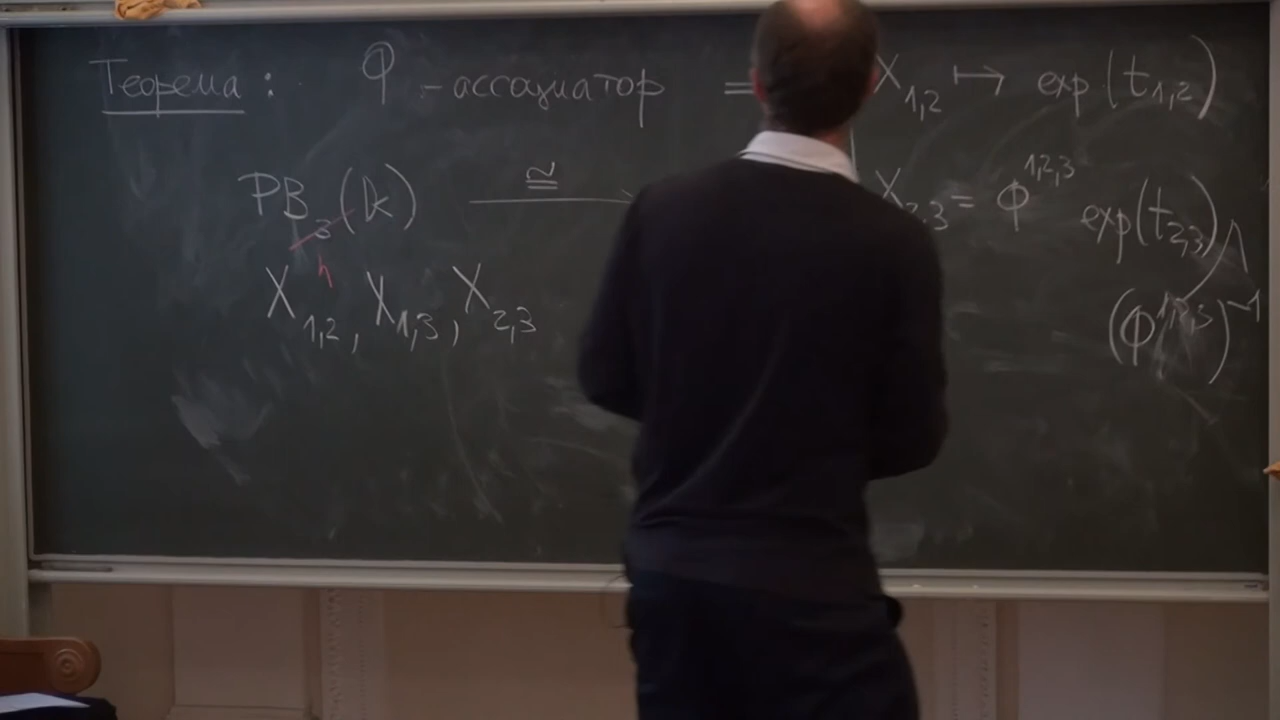 Теорема: Φ - ассоциатор =
X_{1,2} ↦ exp(t_{1,2})
PB_3(k) ≅ →
n
X_{2,3} = Φ^{1,2,3} exp(t_{2,3})
X_{1,2}, X_{1,3}, X_{2,3}
(Φ^{1,2,3})^{-1}